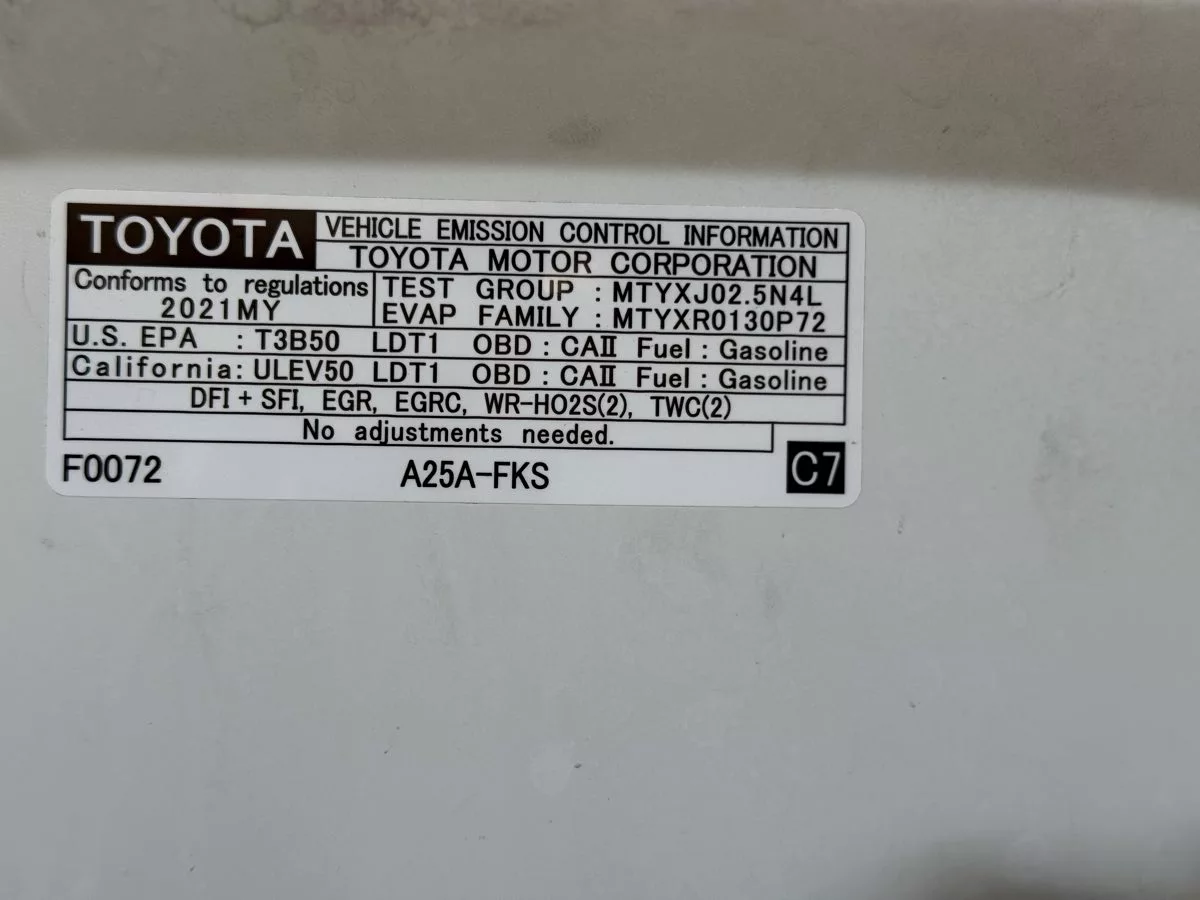 TOYOTA VEHICLE EMISSION CONTROL INFORMATION
TOYOTA MOTOR CORPORATION
Conforms to regulations
2021MY
TEST GROUP : MTYXJ02.5N4L
EVAP FAMILY : MTYXR0130P72
U.S. EPA : T3B50 LDT1 OBD : CAⅡ Fuel : Gasoline
California: ULEV50 LDT1 OBD : CAⅡ Fuel : Gasoline
DFI + SFI, EGR, EGRC, WR-HO2S(2), TWC(2)
No adjustments needed.
F0072 A25A-FKS C7